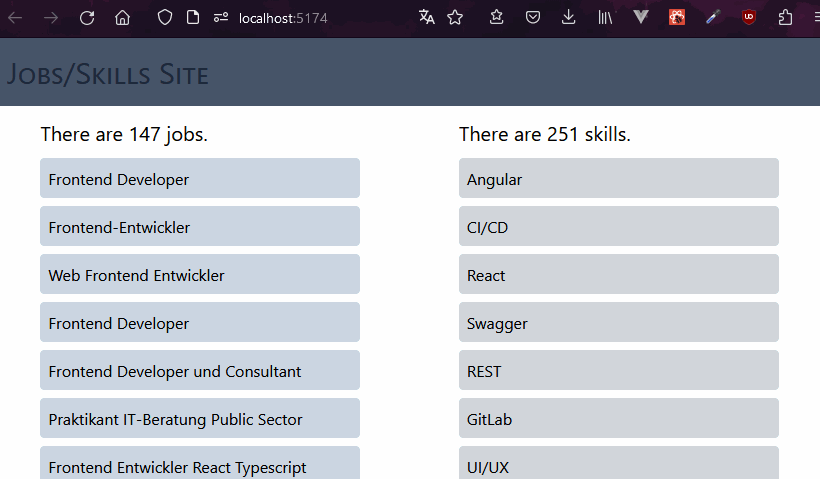 localhost:5174
Jobs/Skills Site
There are 147 jobs.
Frontend Developer
Frontend-Entwickler
Web Frontend Entwickler
Frontend Developer
Frontend Developer und Consultant
Praktikant IT-Beratung Public Sector
Frontend Entwickler React Typescript
There are 251 skills.
Angular
CI/CD
React
Swagger
REST
GitLab
UI/UX